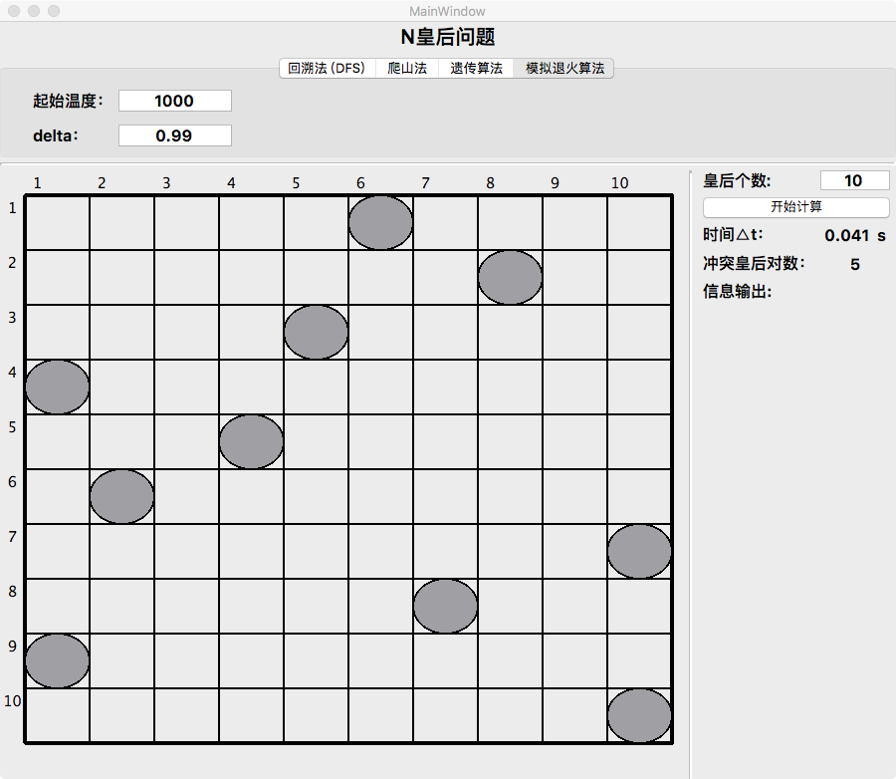 MainWindow
N皇后问题
回溯法 (DFS) 爬山法 遗传算法 模拟退火算法
起始温度： 1000
delta： 0.99
1 2 3 4 5 6 7 8 9 10
1
2
3
4
5
6
7
8
9
10
皇后个数: 10
开始计算
时间△t： 0.041 s
冲突皇后对数： 5
信息输出: